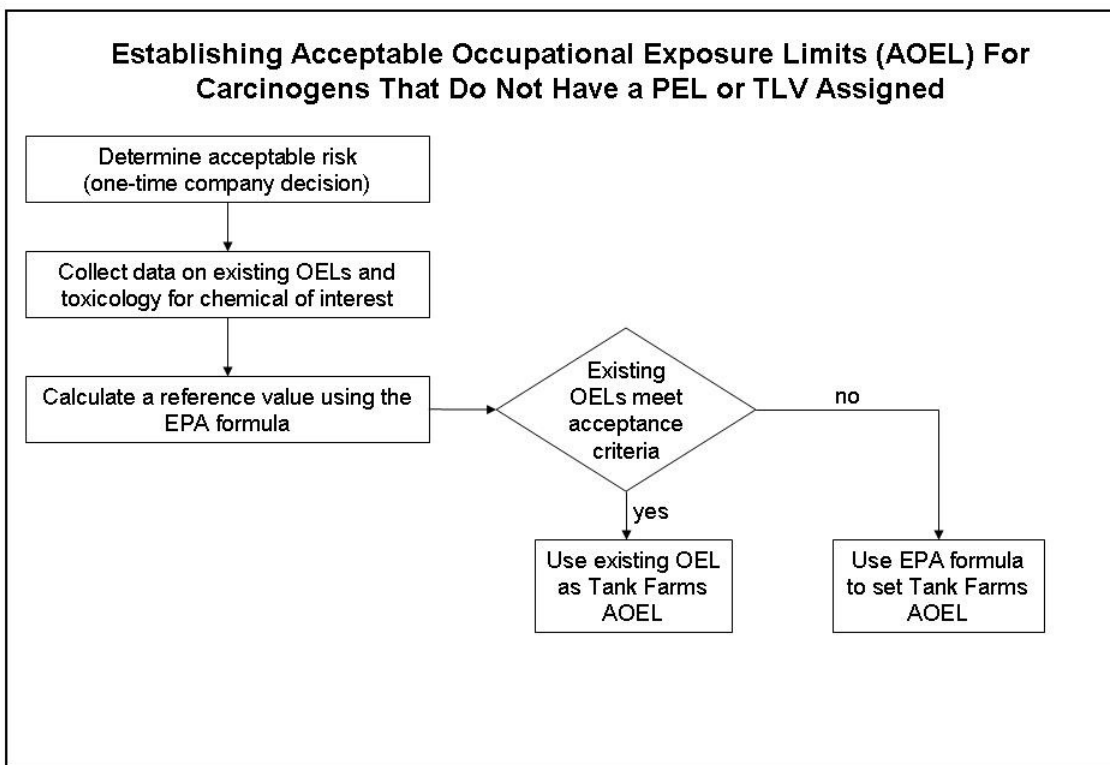 Establishing Acceptable Occupational Exposure Limits (AOEL) For
Carcinogens That Do Not Have a PEL or TLV Assigned
Determine acceptable risk
(one-time company decision)
Collect data on existing OELs and
toxicology for chemical of interest
Calculate a reference value using the
EPA formula
Existing
OELs meet
acceptance
criteria
no
yes
Use existing OEL
as Tank Farms
AOEL
Use EPA formula
to set Tank Farms
AOEL